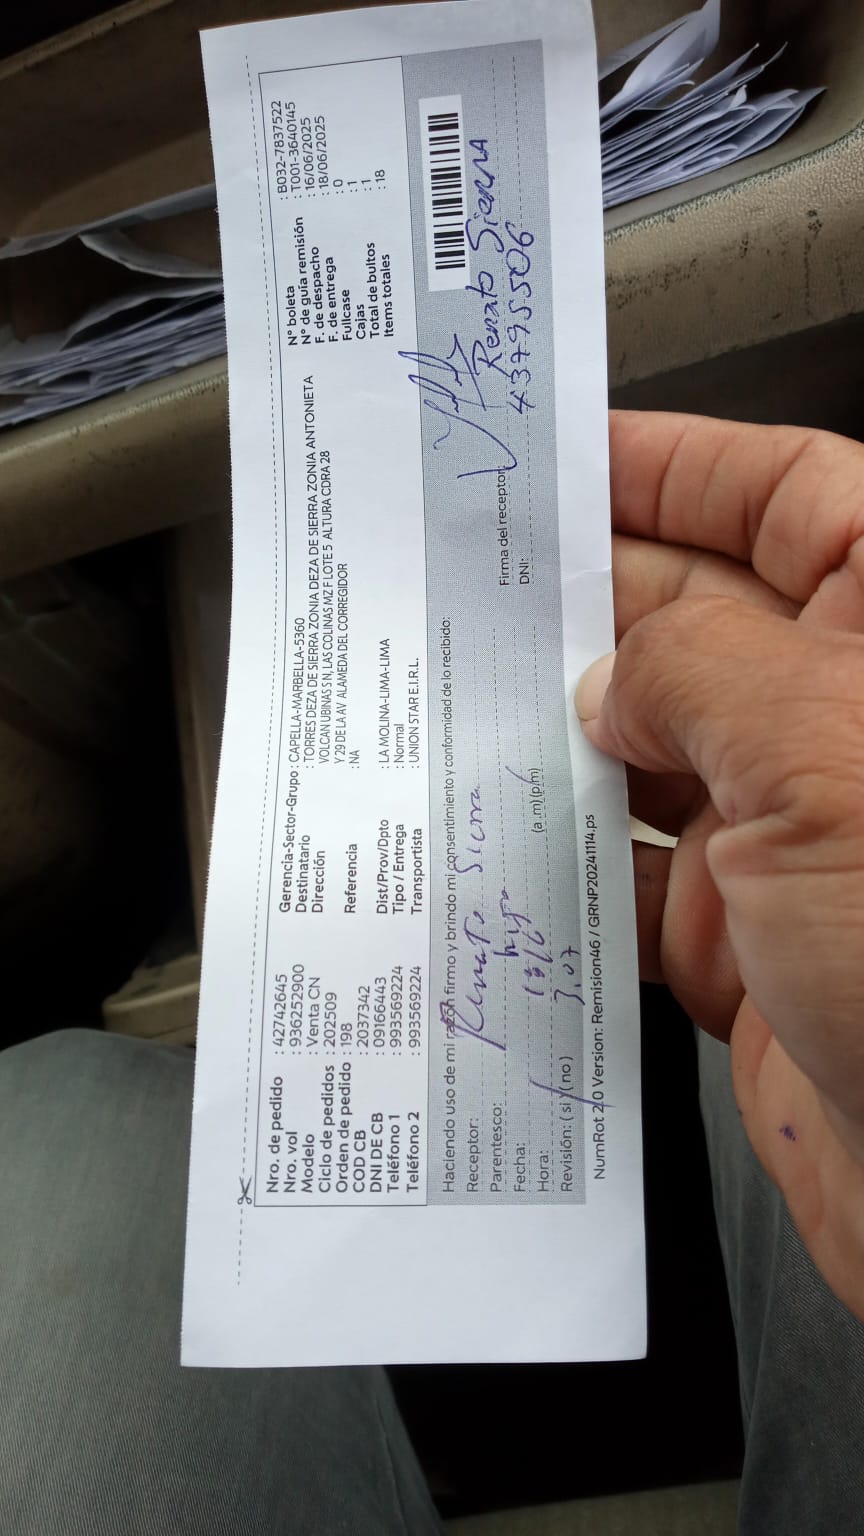 Nro. de pedido : 42742645
Nro. vol : 936252900
Modelo : Venta CN
Ciclo de pedidos : 202509
Orden de pedido : 198
COD CB : 2037342
DNI DE CB : 09166443
Teléfono 1 : 993569224
Teléfono 2 : 993569224
Gerencia-Sector-Grupo : CAPELLA-MARBELLA-5360
Destinatario : TORRES DEZA DE SIERRA ZONIA DEZA DE SIERRA ZONIA ANTONIETA
Dirección VOLCAN UBINAS S N, LAS COLINAS MZ F LOTE 5 ALTURA CDRA 28
Y 29 DE LA AV ALAMEDA DEL CORREGIDOR
Referencia : NA
Dist/Prov/Dpto : LA MOLINA-LIMA-LIMA
Tipo / Entrega : Normal
Transportista : UNION STAR E.I.R.L.
N° boleta : B032-7837522
N° de guía remisión : T001-3640145
F. de despacho : 16/06/2025
F. de entrega : 18/06/2025
Fullcase : 0
Cajas : 1
Total de bultos : 1
Items totales : 18
Haciendo uso de mi razón firmo y brindo mi consentimiento y conformidad de lo recibido:
Receptor: Renato Sierra
Parentesco: hijo
Fecha:
Hora: 3.07 (a .m) (p.m)
Revisión: ( si ) ( no )
Firma del receptor: Renato Sierra
DNI: 43795506
NumRot 2.0 Version: Remision46 / GRNP20241114.ps